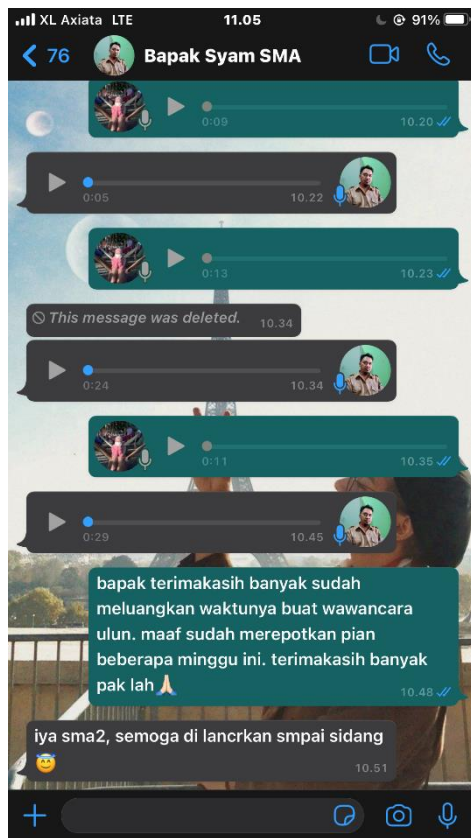 XL Axiata LTE 11.05 91%
76 Bapak Syam SMA
0:09 10.20
0:05 10.22
0:13 10.23
This message was deleted. 10.34
0:24 10.34
0:11 10.35
0:29 10.45
bapak terimakasih banyak sudah
meluangkan waktunya buat wawancara
ulun. maaf sudah merepotkan pian
beberapa minggu ini. terimakasih banyak
pak lah🙏🏻
10.48
iya sma2, semoga di lancrkan smpai sidang
😇
10.51